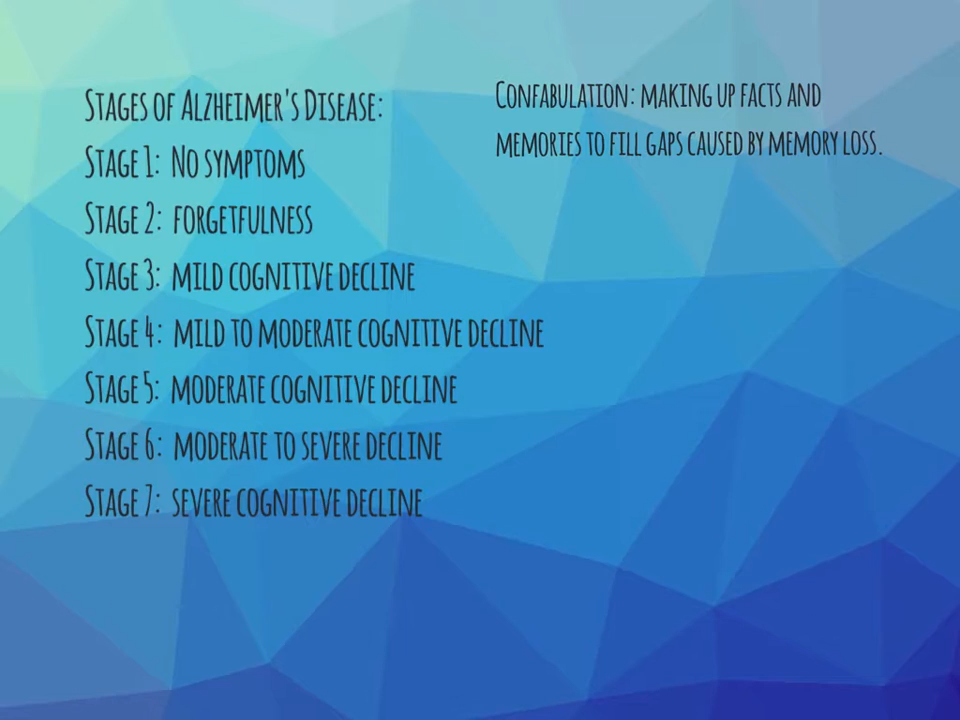 Stages of Alzheimer's Disease:
Stage 1: No symptoms
Stage 2: forgetfulness
Stage 3: mild cognitive decline
Stage 4: mild to moderate cognitive decline
Stage 5: moderate cognitive decline
Stage 6: moderate to severe decline
Stage 7: severe cognitive decline
Confabulation: making up facts and
memories to fill gaps caused by memory loss.